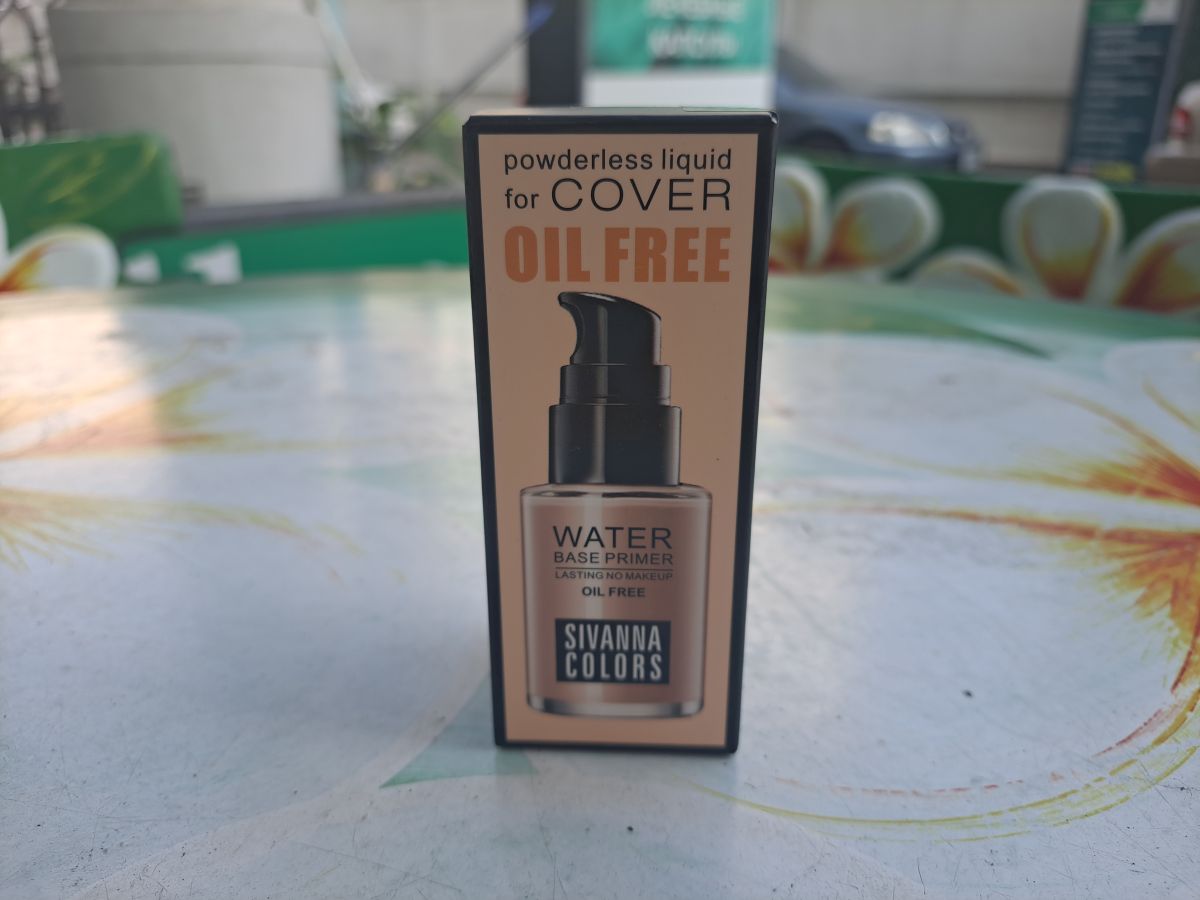 powderless liquid
for COVER
OIL FREE
WATER
BASE PRIMER
LASTING NO MAKEUP
OIL FREE
SIVANNA
COLORS